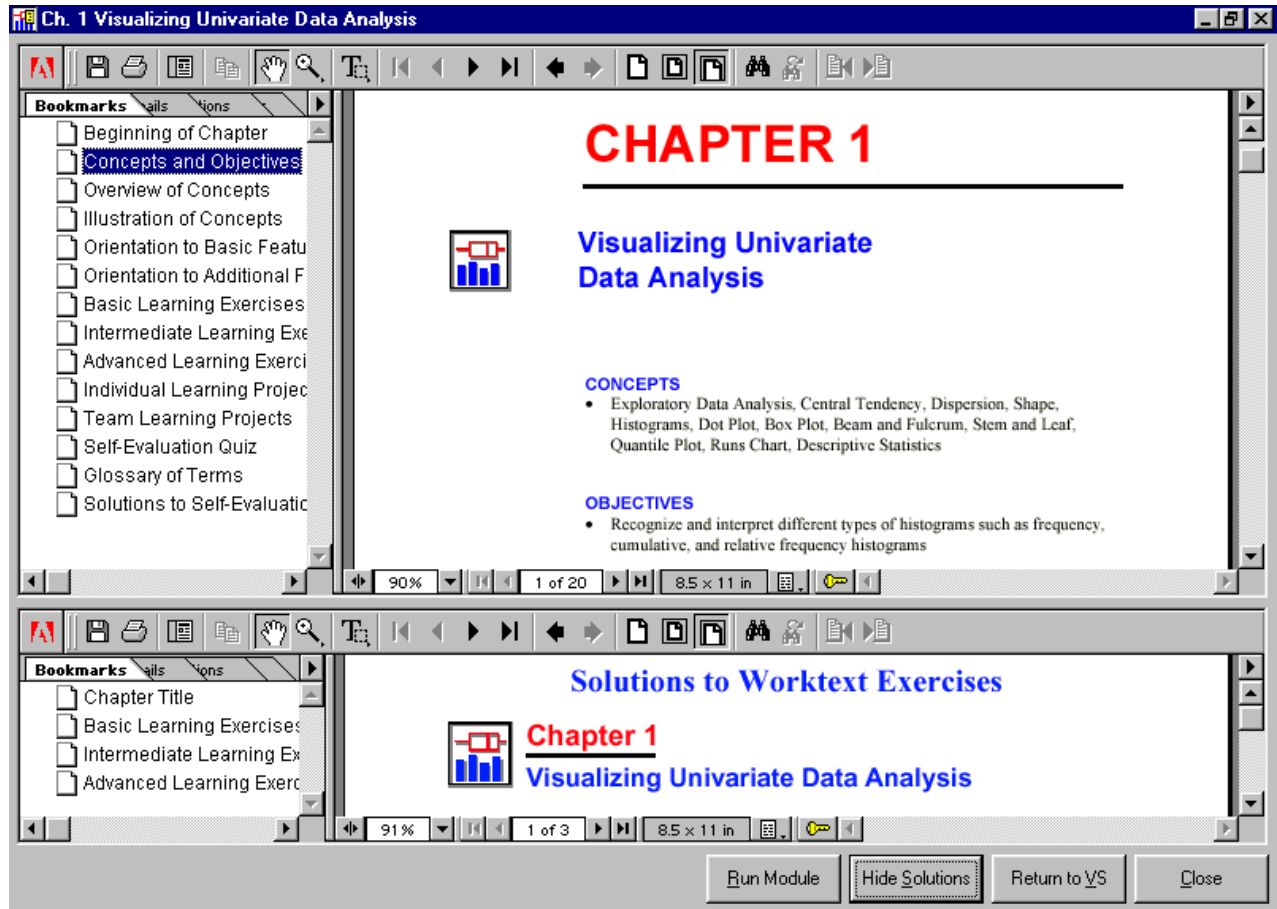 Ch. 1 Visualizing Univariate Data Analysis
Bookmarks ails tions
Beginning of Chapter
Concepts and Objectives
Overview of Concepts
Illustration of Concepts
Orientation to Basic Featu
Orientation to Additional F
Basic Learning Exercises
Intermediate Learning Exe
Advanced Learning Exerci
Individual Learning Projec
Team Learning Projects
Self-Evaluation Quiz
Glossary of Terms
Solutions to Self-Evaluatio
CHAPTER 1
Visualizing Univariate
Data Analysis
CONCEPTS
• Exploratory Data Analysis, Central Tendency, Dispersion, Shape,
Histograms, Dot Plot, Box Plot, Beam and Fulcrum, Stem and Leaf,
Quantile Plot, Runs Chart, Descriptive Statistics
OBJECTIVES
• Recognize and interpret different types of histograms such as frequency,
cumulative, and relative frequency histograms
90% 1 of 20 8.5 x 11 in
Bookmarks ails tions
Chapter Title
Basic Learning Exercises
Intermediate Learning Ex
Advanced Learning Exerc
Solutions to Worktext Exercises
Chapter 1
Visualizing Univariate Data Analysis
91% 1 of 3 8.5 x 11 in
Run Module Hide Solutions Return to VS Close